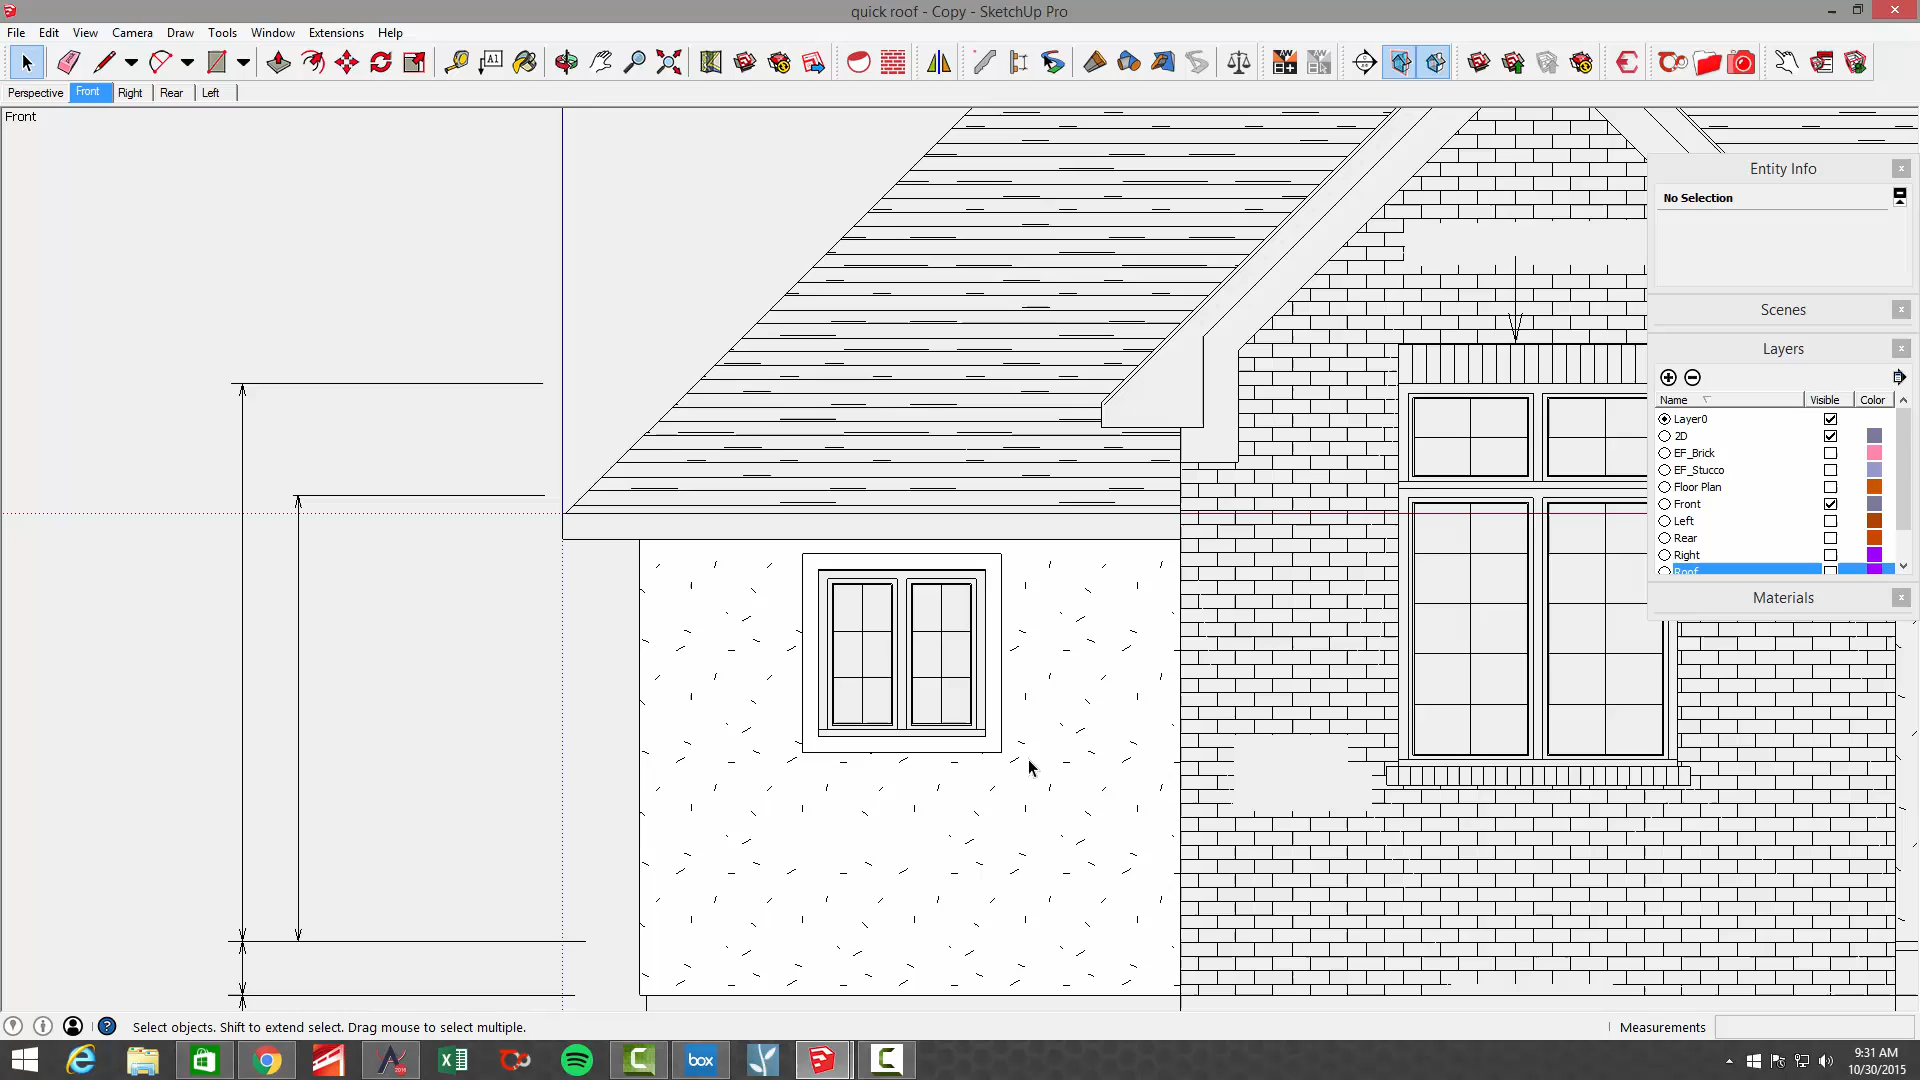 quick roof - Copy - SketchUp Pro
File Edit View Camera Draw Tools Window Extensions Help
Perspective Front Right Rear Left
Front
Entity Info
No Selection
Scenes
Layers
Name Visible Color
Layer0
2D
EF_Brick
EF_Stucco
Floor Plan
Front
Left
Rear
Right
Roof
Materials
Select objects. Shift to extend select. Drag mouse to select multiple.
Measurements
box
9:31 AM
10/30/2015